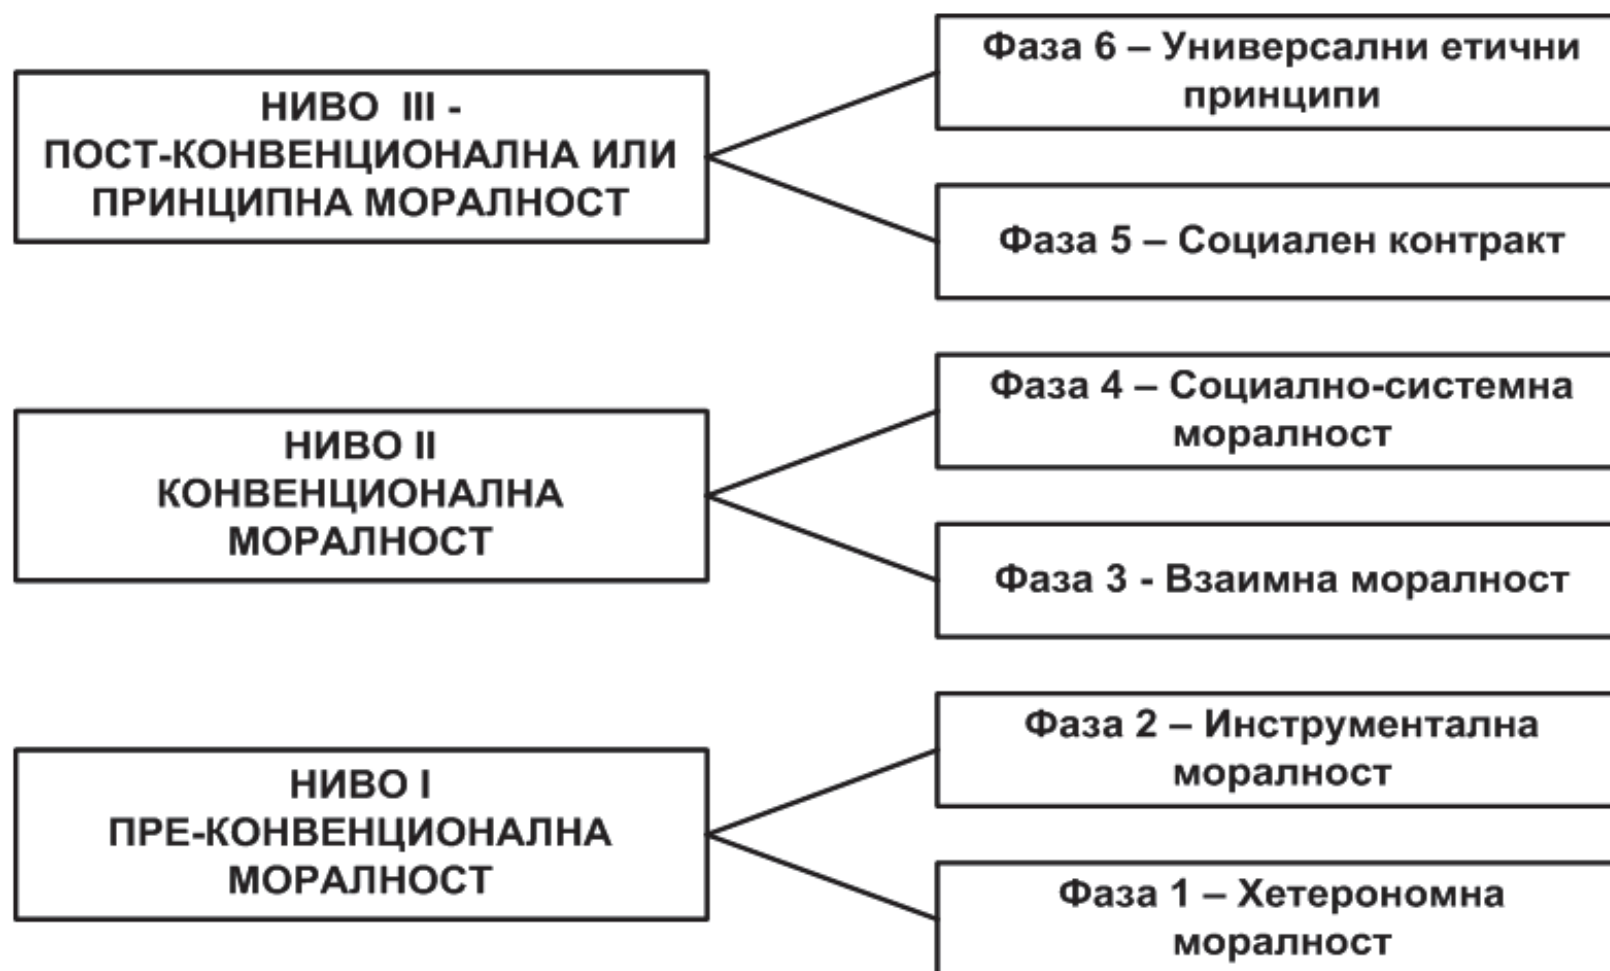 НИВО III -
ПОСТ-КОНВЕНЦИОНАЛНА ИЛИ
ПРИНЦИПНА МОРАЛНОСТ
Фаза 6 – Универсални етични
принципи
Фаза 5 – Социален контракт
НИВО II
КОНВЕНЦИОНАЛНА
МОРАЛНОСТ
Фаза 4 – Социално-системна
моралност
Фаза 3 - Взаимна моралност
НИВО I
ПРЕ-КОНВЕНЦИОНАЛНА
МОРАЛНОСТ
Фаза 2 – Инструментална
моралност
Фаза 1 – Хетерономна
моралност